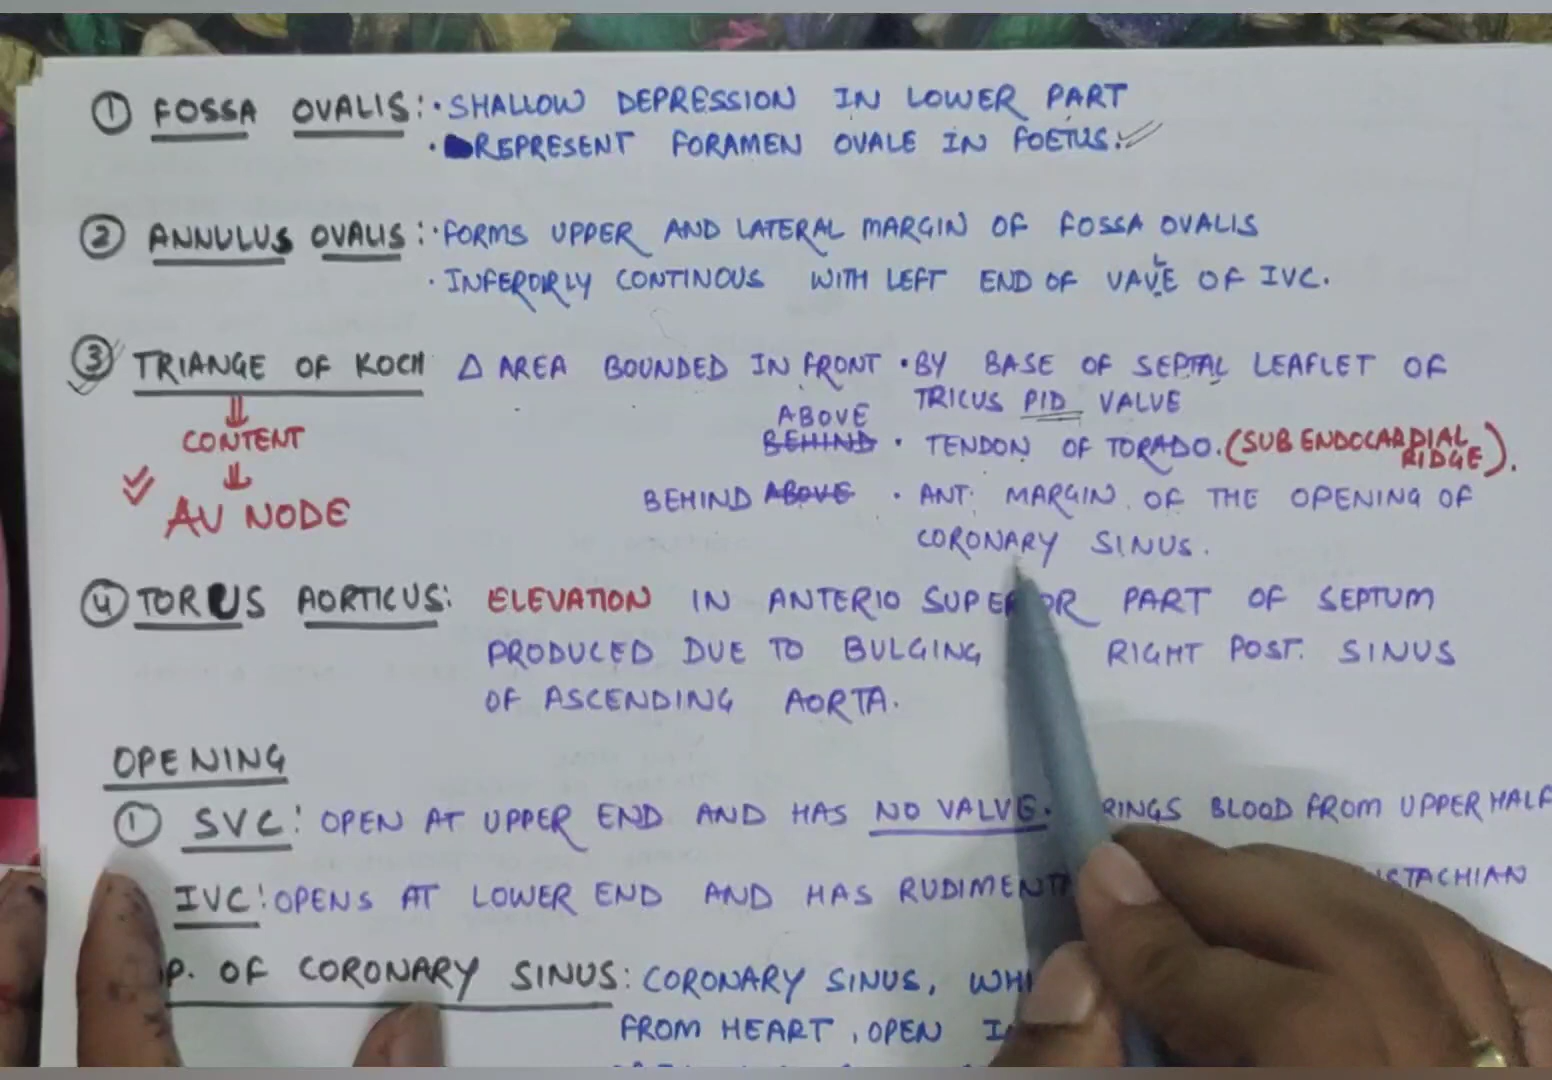 ① FOSSA OVALIS: • SHALLOW DEPRESSION IN LOWER PART
• REPRESENT FORAMEN OVALE IN FOETUS.
② ANNULUS OVALIS: • FORMS UPPER AND LATERAL MARGIN OF FOSSA OVALIS
• INFERORLY CONTINOUS WITH LEFT END OF VALVE OF IVC.
③ TRIANGE OF KOCH Δ AREA BOUNDED IN FRONT • BY BASE OF SEPTAL LEAFLET OF
TRICUS PID VALVE
⇓
CONTENT
↓
AV NODE
ABOVE BEHIND • TENDON OF TORADO. (SUB ENDOCARDIAL RIDGE).
BEHIND ABOVE • ANT. MARGIN OF THE OPENING OF
CORONARY SINUS.
④ TORUS AORTICUS: ELEVATION IN ANTERIO SUPERIOR PART OF SEPTUM
PRODUCED DUE TO BULGING RIGHT POST. SINUS
OF ASCENDING AORTA.
OPENING
① SVC: OPEN AT UPPER END AND HAS NO VALVE. RINGS BLOOD FROM UPPER HALF
IVC: OPENS AT LOWER END AND HAS RUDIMENT STACHIAN
P. OF CORONARY SINUS: CORONARY SINUS, WHI
FROM HEART, OPEN I